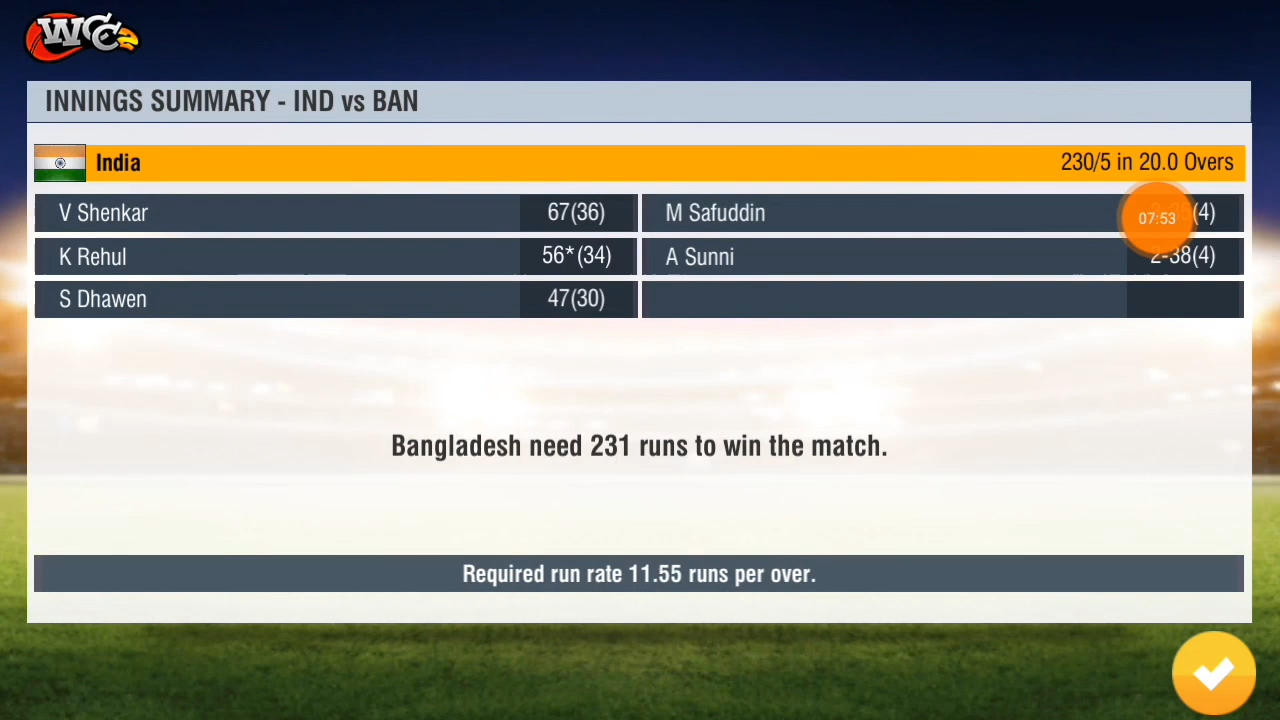 WCC
INNINGS SUMMARY - IND vs BAN
India 230/5 in 20.0 Overs
V Shenkar 67(36) M Safuddin (4)
07:53
K Rehul 56*(34) A Sunni 2-38(4)
S Dhawen 47(30)
Bangladesh need 231 runs to win the match.
Required run rate 11.55 runs per over.